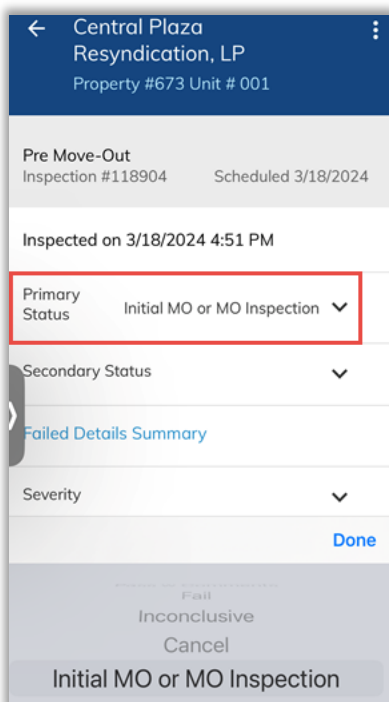 Central Plaza
Resyndication, LP
Property #673 Unit # 001
Pre Move-Out
Inspection #118904 Scheduled 3/18/2024
Inspected on 3/18/2024 4:51 PM
Primary
Status
Initial MO or MO Inspection
Secondary Status
Failed Details Summary
Severity
Done
Fail
Inconclusive
Cancel
Initial MO or MO Inspection